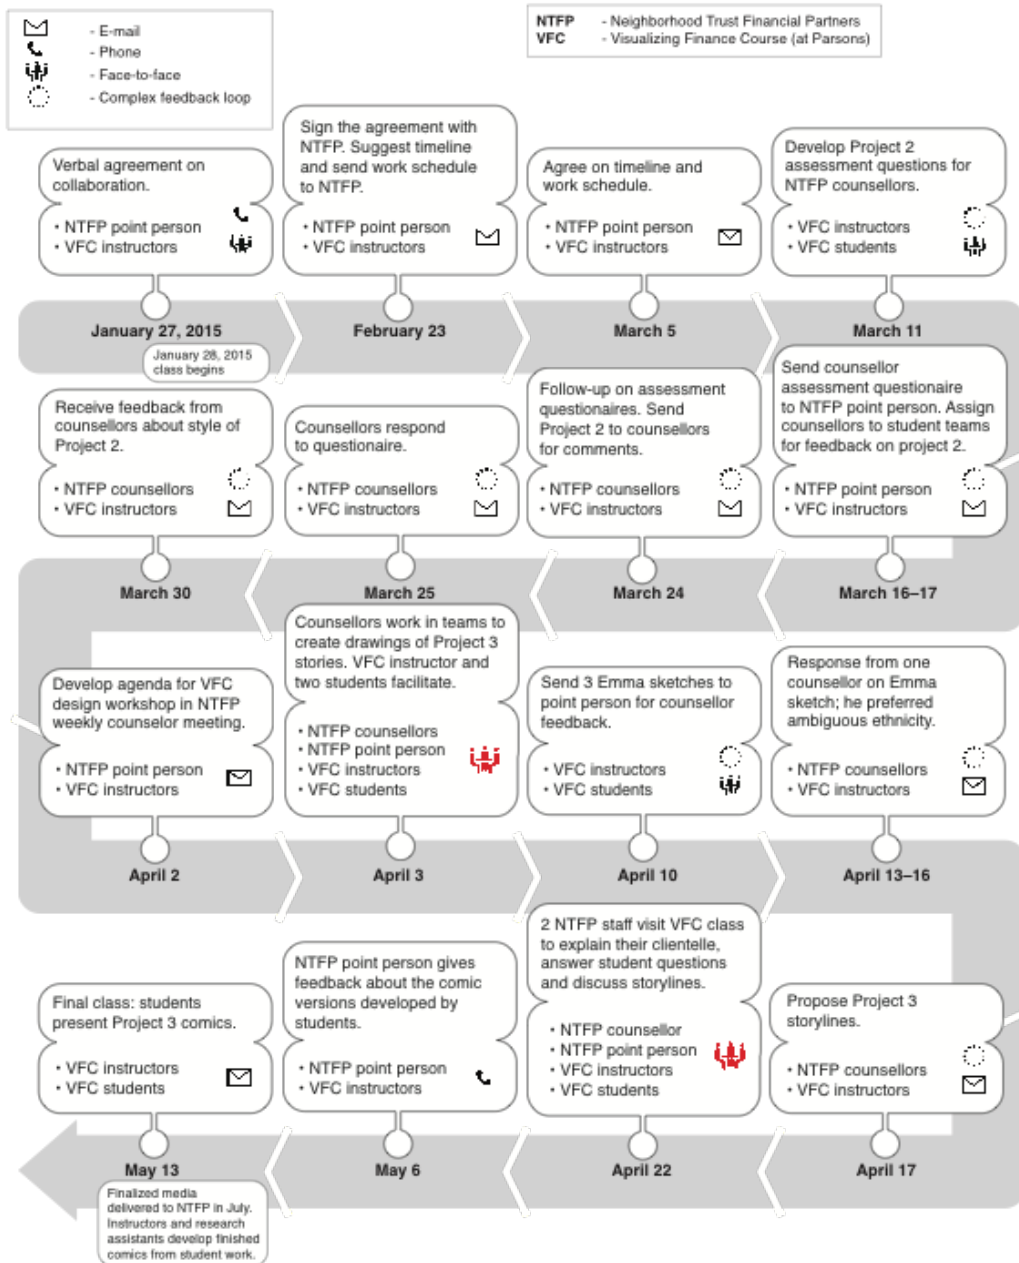 - E-mail
- Phone
- Face-to-face
- Complex feedback loop
NTFP - Neighborhood Trust Financial Partners
VFC - Visualizing Finance Course (at Parsons)
Verbal agreement on
collaboration.
• NTFP point person
• VFC instructors
January 27, 2015
January 28, 2015
class begins
Sign the agreement with
NTFP. Suggest timeline
and send work schedule
to NTFP.
• NTFP point person
• VFC instructors
February 23
Agree on timeline and
work schedule.
• NTFP point person
• VFC instructors
March 5
Develop Project 2
assessment questions for
NTFP counsellors.
• VFC instructors
• VFC students
March 11
Send counsellor
assessment questionaire
to NTFP point person. Assign
counsellors to student teams
for feedback on project 2.
• NTFP point person
• VFC instructors
March 16–17
Follow-up on assessment
questionaires. Send
Project 2 to counsellors
for comments.
• NTFP counsellors
• VFC instructors
March 24
Counsellors respond
to questionaire.
• NTFP counsellors
• VFC instructors
March 25
Receive feedback from
counsellors about style of
Project 2.
• NTFP counsellors
• VFC instructors
March 30
Develop agenda for VFC
design workshop in NTFP
weekly counselor meeting.
• NTFP point person
• VFC instructors
April 2
Counsellors work in teams to
create drawings of Project 3
stories. VFC instructor and
two students facilitate.
• NTFP counsellors
• NTFP point person
• VFC instructors
• VFC students
April 3
Send 3 Emma sketches to
point person for counsellor
feedback.
• VFC instructors
• VFC students
April 10
Response from one
counsellor on Emma
sketch; he preferred
ambiguous ethnicity.
• NTFP counsellors
• VFC instructors
April 13–16
Propose Project 3
storylines.
• NTFP counsellors
• VFC instructors
April 17
2 NTFP staff visit VFC class
to explain their clientelle,
answer student questions
and discuss storylines.
• NTFP counsellor
• NTFP point person
• VFC instructors
• VFC students
April 22
NTFP point person gives
feedback about the comic
versions developed by
students.
• NTFP point person
• VFC instructors
May 6
Final class: students
present Project 3 comics.
• VFC instructors
• VFC students
May 13
Finalized media
delivered to NTFP in July.
Instructors and research
assistants develop finished
comics from student work.